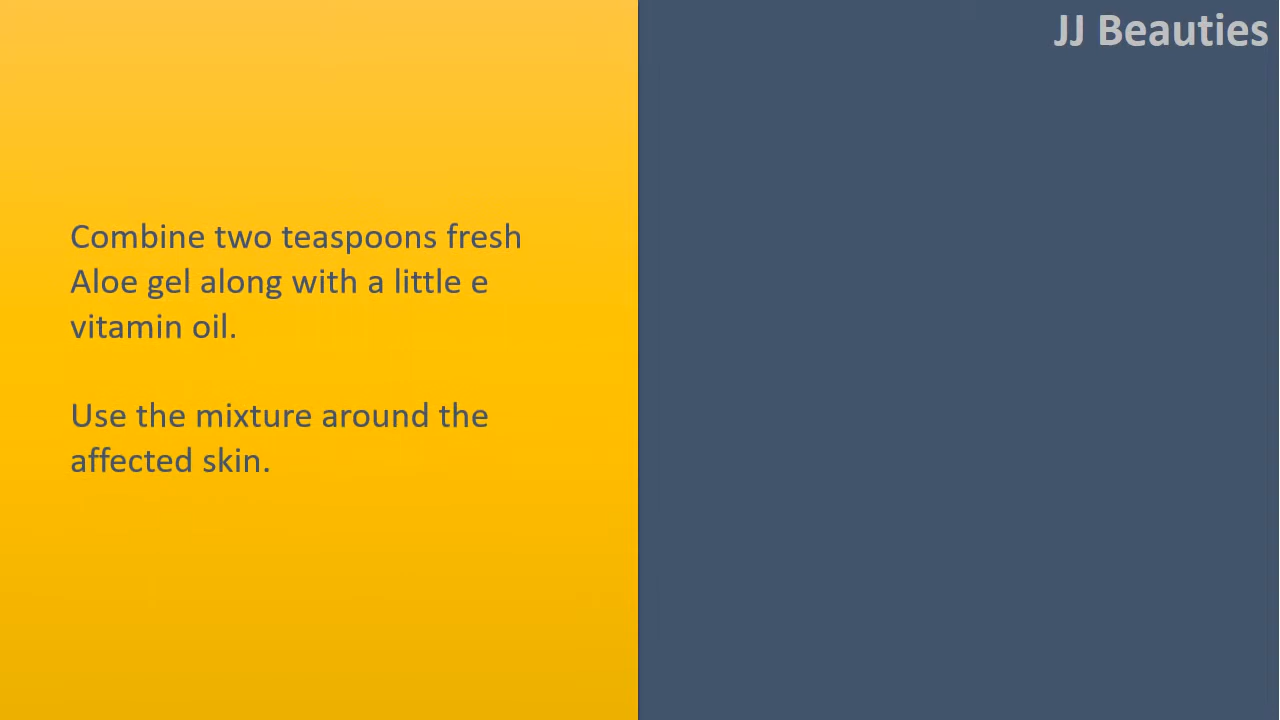 JJ Beauties
Combine two teaspoons fresh
Aloe gel along with a little e
vitamin oil.
Use the mixture around the
affected skin.